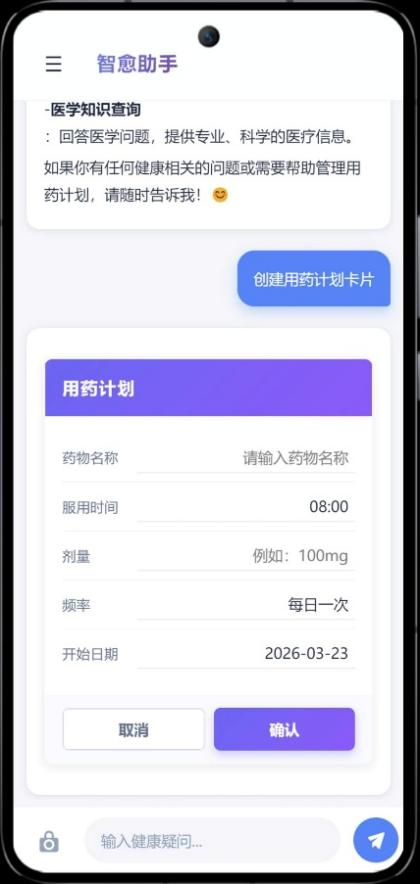 智愈助手
-医学知识查询
：回答医学问题，提供专业、科学的医疗信息。
如果你有任何健康相关的问题或需要帮助管理用
药计划，请随时告诉我！😊
创建用药计划卡片
用药计划
药物名称 请输入药物名称
服用时间 08:00
剂量 例如：100mg
频率 每日一次
开始日期 2026-03-23
取消 确认
输入健康疑问...